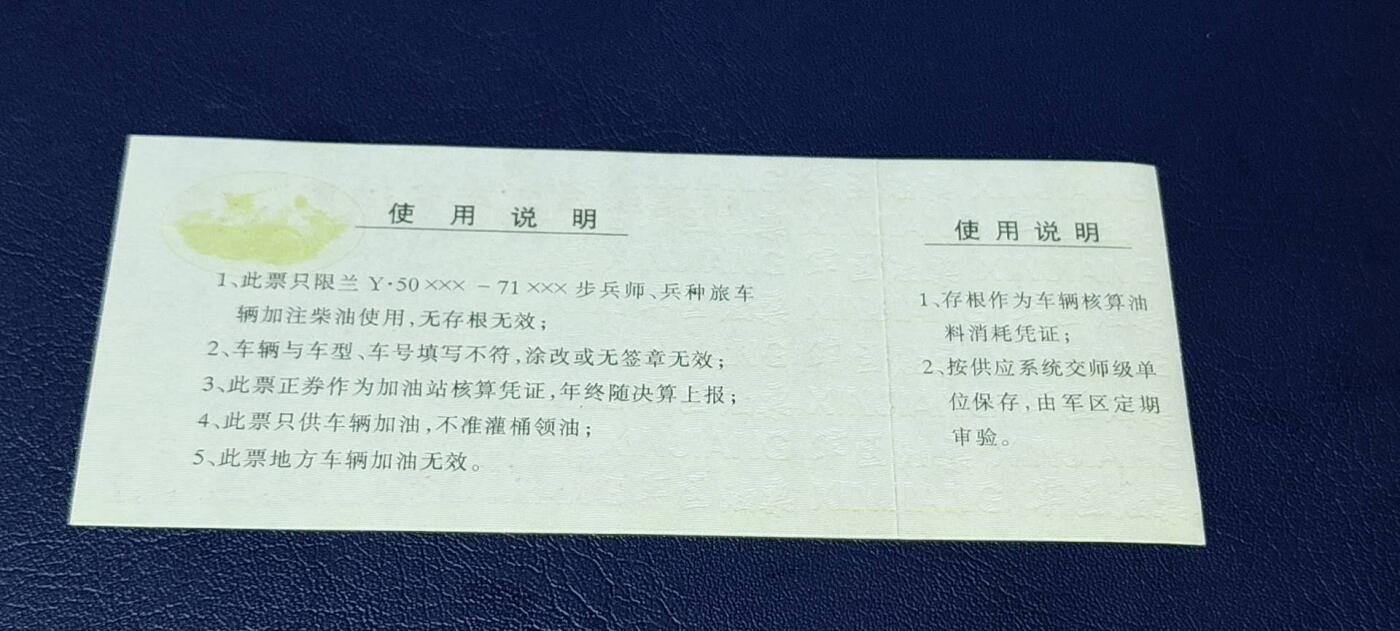 使用说明
1、此票只限兰 Y·50××× - 71×××步兵师、兵种旅车
辆加注柴油使用,无存根无效;
2、车辆与车型、车号填写不符,涂改或无签章无效;
3、此票正券作为加油站核算凭证,年终随决算上报;
4、此票只供车辆加油,不准灌桶领油;
5、此票地方车辆加油无效。
使用说明
1、存根作为车辆核算油
料消耗凭证;
2、按供应系统交师级单
位保存,由军区定期
审验。